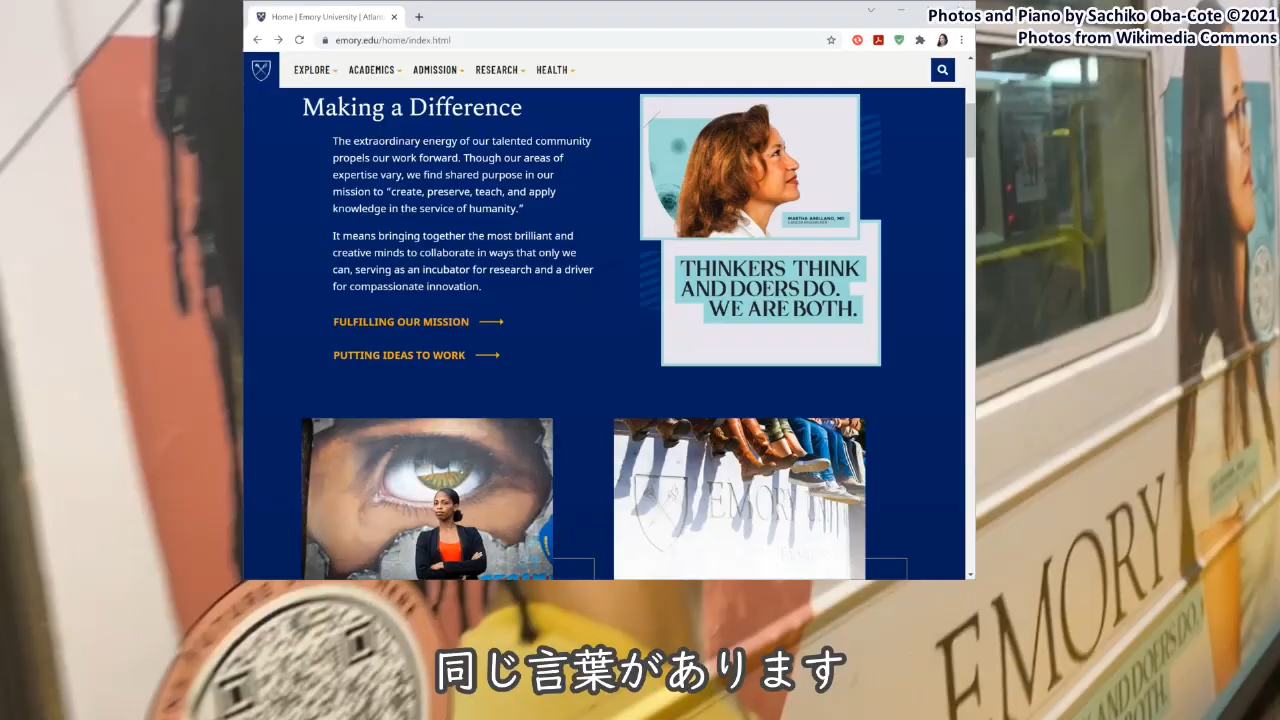 Photos and Piano by Sachiko Oba-Cote ©2021
Photos from Wikimedia Commons
Home | Emory University | Atlant
emory.edu/home/index.html
EXPLORE ACADEMICS ADMISSION RESEARCH HEALTH
Making a Difference
The extraordinary energy of our talented community
propels our work forward. Though our areas of
expertise vary, we find shared purpose in our
mission to “create, preserve, teach, and apply
knowledge in the service of humanity.”
It means bringing together the most brilliant and
creative minds to collaborate in ways that only we
can, serving as an incubator for research and a driver
for compassionate innovation.
FULFILLING OUR MISSION
PUTTING IDEAS TO WORK
MARTHA ARELLANO, MD
THINKERS THINK
AND DOERS DO.
WE ARE BOTH.
EMORY UNI
EMORY
AND DOERS DO.
同じ言葉があります